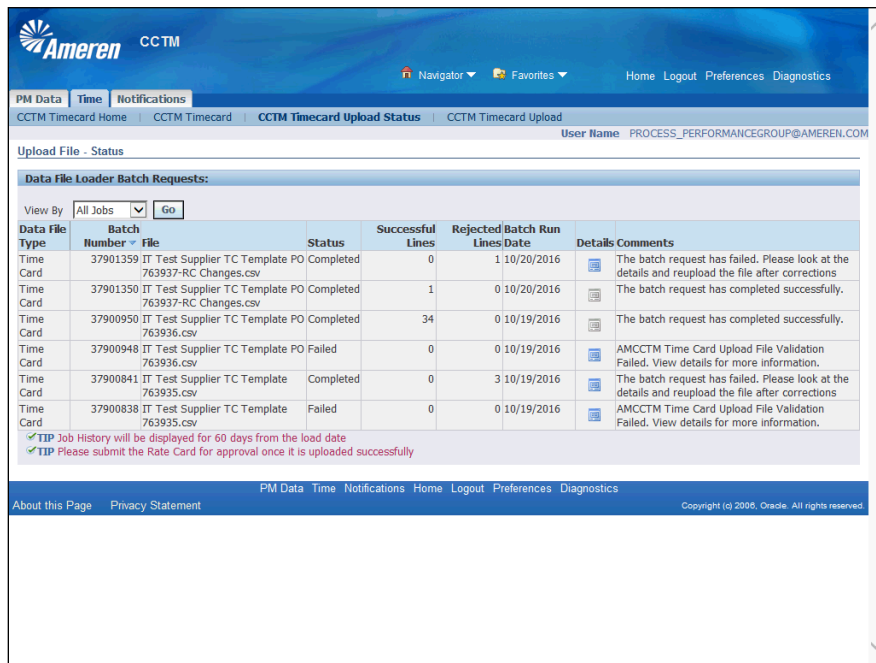 Ameren CCTM
Navigator Favorites Home Logout Preferences Diagnostics
PM Data Time Notifications
CCTM Timecard Home | CCTM Timecard | CCTM Timecard Upload Status | CCTM Timecard Upload
User Name PROCESS_PERFORMANCEGROUP@AMEREN.COM
Upload File - Status
Data File Loader Batch Requests:
View By All Jobs Go
Data File Batch Successful Rejected Batch Run
Type Number File Status Lines Lines Date Details Comments
Time 37901359 IT Test Supplier TC Template PO Completed 0 1 10/20/2016 The batch request has failed. Please look at the
Card 763937-RC Changes.csv details and reupload the file after corrections
Time 37901350 IT Test Supplier TC Template PO Completed 1 0 10/20/2016 The batch request has completed successfully.
Card 763937-RC Changes.csv
Time 37900950 IT Test Supplier TC Template PO Completed 34 0 10/19/2016 The batch request has completed successfully.
Card 763936.csv
Time 37900948 IT Test Supplier TC Template PO Failed 0 0 10/19/2016 AMCCTM Time Card Upload File Validation
Card 763936.csv Failed. View details for more information.
Time 37900841 IT Test Supplier TC Template Completed 0 3 10/19/2016 The batch request has failed. Please look at the
Card 763935.csv details and reupload the file after corrections
Time 37900838 IT Test Supplier TC Template Failed 0 0 10/19/2016 AMCCTM Time Card Upload File Validation
Card 763935.csv Failed. View details for more information.
TIP Job History will be displayed for 60 days from the load date
TIP Please submit the Rate Card for approval once it is uploaded successfully
PM Data Time Notifications Home Logout Preferences Diagnostics
About this Page Privacy Statement Copyright (c) 2006, Oracle. All rights reserved.